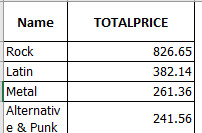 Name TOTALPRICE
Rock 826.65
Latin 382.14
Metal 261.36
Alternativ
e & Punk 241.56